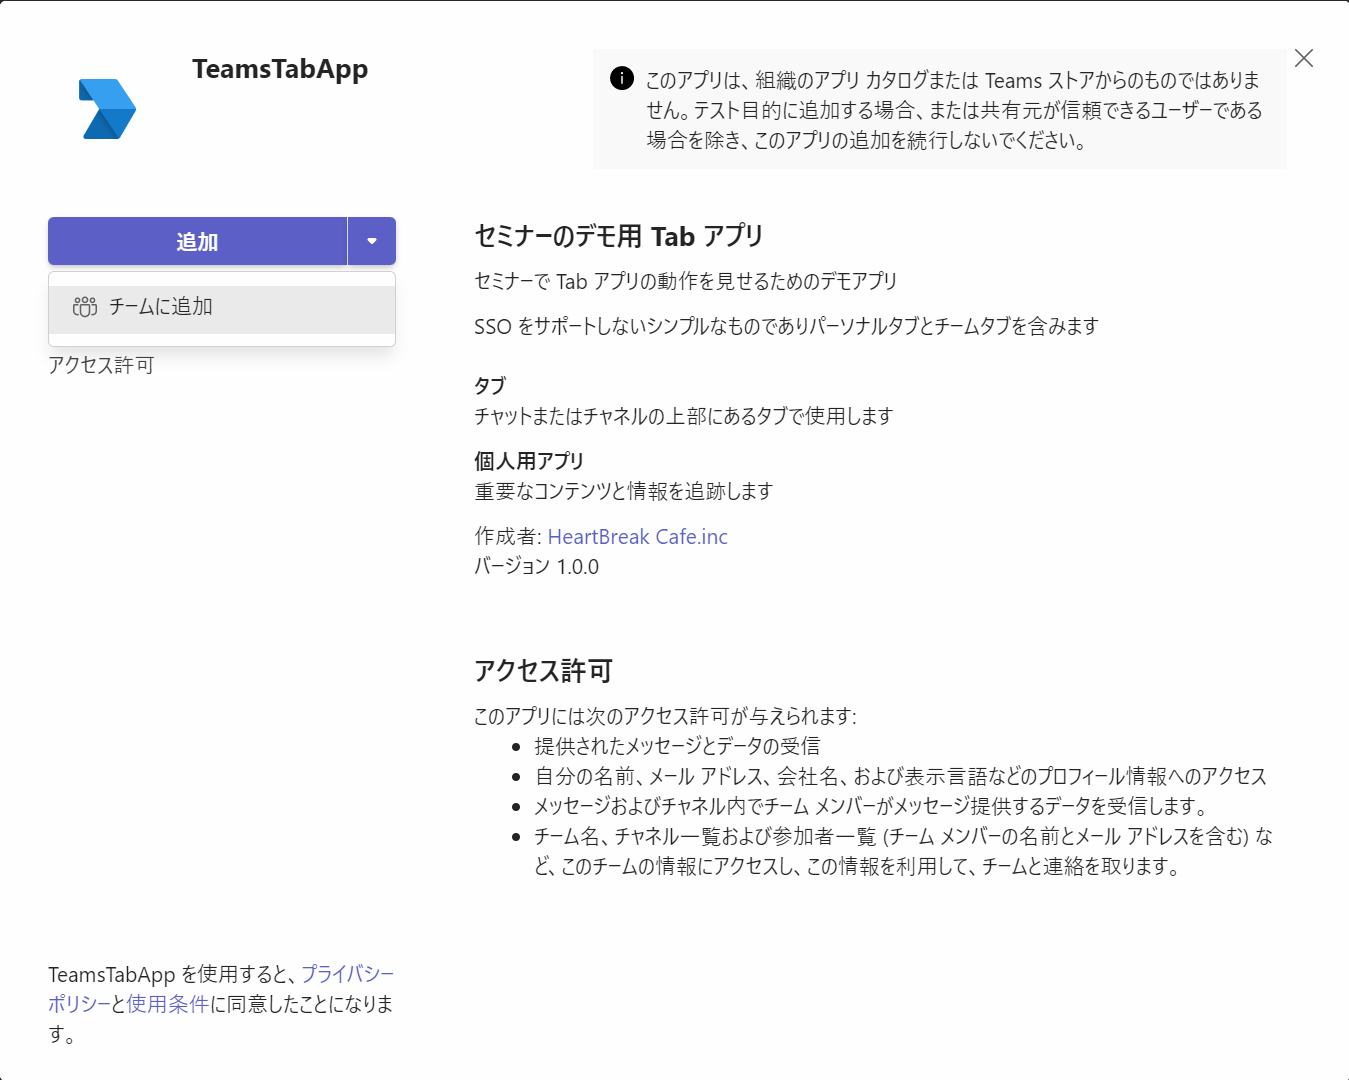 TeamsTabApp
このアプリは、組織のアプリ カタログまたは Teams ストアからのものではありま
せん。テスト目的に追加する場合、または共有元が信頼できるユーザーである
場合を除き、このアプリの追加を続行しないでください。
追加
チームに追加
アクセス許可
セミナーのデモ用 Tab アプリ
セミナーで Tab アプリの動作を見せるためのデモアプリ
SSO をサポートしないシンプルなものでありパーソナルタブとチームタブを含みます
タブ
チャットまたはチャネルの上部にあるタブで使用します
個人用アプリ
重要なコンテンツと情報を追跡します
作成者: HeartBreak Cafe.inc
バージョン 1.0.0
アクセス許可
このアプリには次のアクセス許可が与えられます:
提供されたメッセージとデータの受信
自分の名前、メール アドレス、会社名、および表示言語などのプロフィール情報へのアクセス
メッセージおよびチャネル内でチーム メンバーがメッセージ提供するデータを受信します。
チーム名、チャネル一覧および参加者一覧 (チーム メンバーの名前とメール アドレスを含む) な
ど、このチームの情報にアクセスし、この情報を利用して、チームと連絡を取ります。
TeamsTabApp を使用すると、プライバシー
ポリシーと使用条件に同意したことになりま
す。